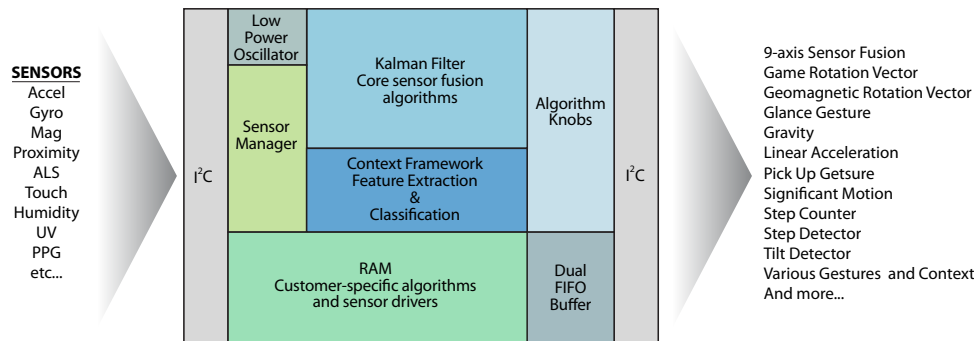 SENSORS
Accel
Gyro
Mag
Proximity
ALS
Touch
Humidity
UV
PPG
etc...
I²C
Low
Power
Oscillator
Sensor
Manager
Kalman Filter
Core sensor fusion
algorithms
Context Framework
Feature Extraction
&
Classification
Algorithm
Knobs
RAM
Customer-specific algorithms
and sensor drivers
Dual
FIFO
Buffer
I²C
9-axis Sensor Fusion
Game Rotation Vector
Geomagnetic Rotation Vector
Glance Gesture
Gravity
Linear Acceleration
Pick Up Getsure
Significant Motion
Step Counter
Step Detector
Tilt Detector
Various Gestures and Context
And more...